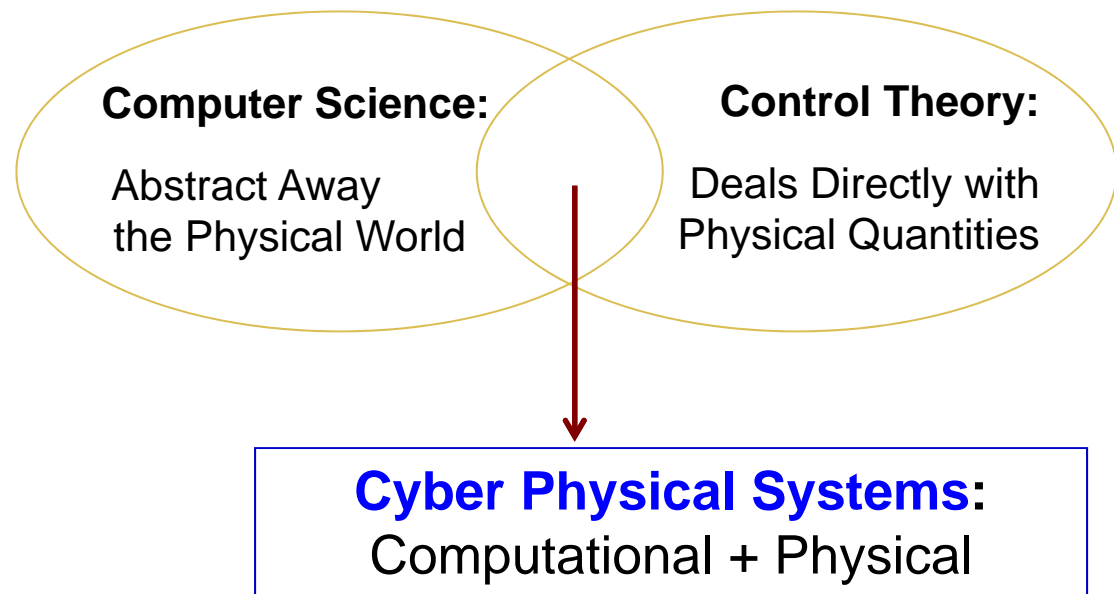 Computer Science:
Abstract Away
the Physical World
Control Theory:
Deals Directly with
Physical Quantities
Cyber Physical Systems:
Computational + Physical